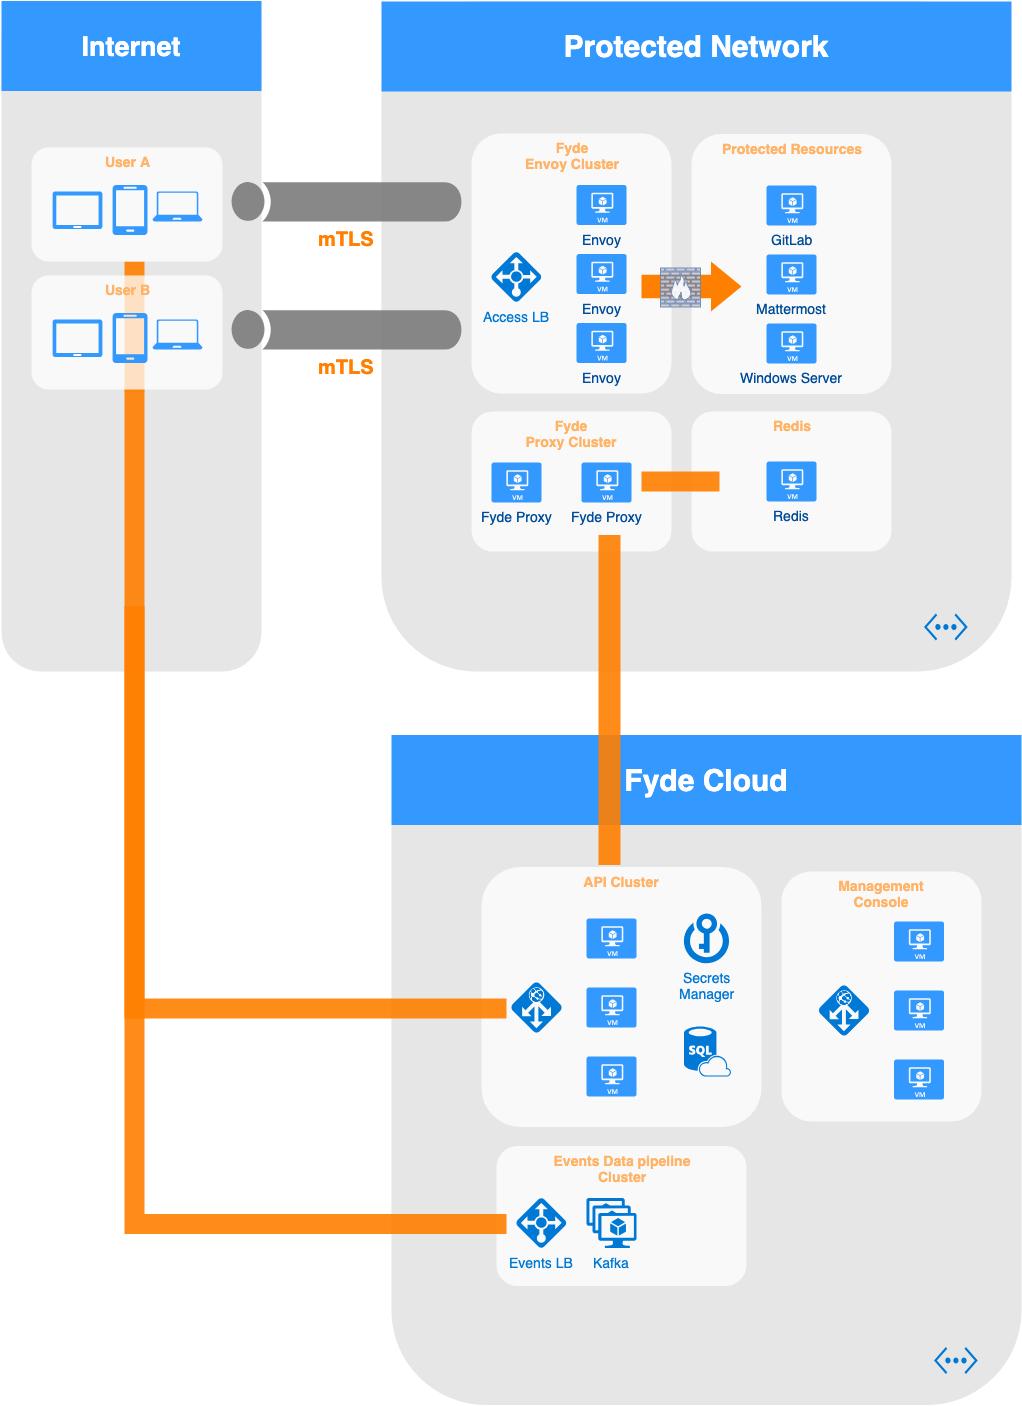 Internet
Protected Network
User A
mTLS
User B
mTLS
Fyde
Envoy Cluster
VM
Envoy
VM
Envoy
VM
Envoy
Access LB
Protected Resources
VM
GitLab
VM
Mattermost
VM
Windows Server
Fyde
Proxy Cluster
VM
Fyde Proxy
VM
Fyde Proxy
Redis
VM
Redis
Fyde Cloud
API Cluster
VM
VM
VM
Secrets
Manager
SQL
Management
Console
VM
VM
VM
Events Data pipeline
Cluster
Events LB
Kafka